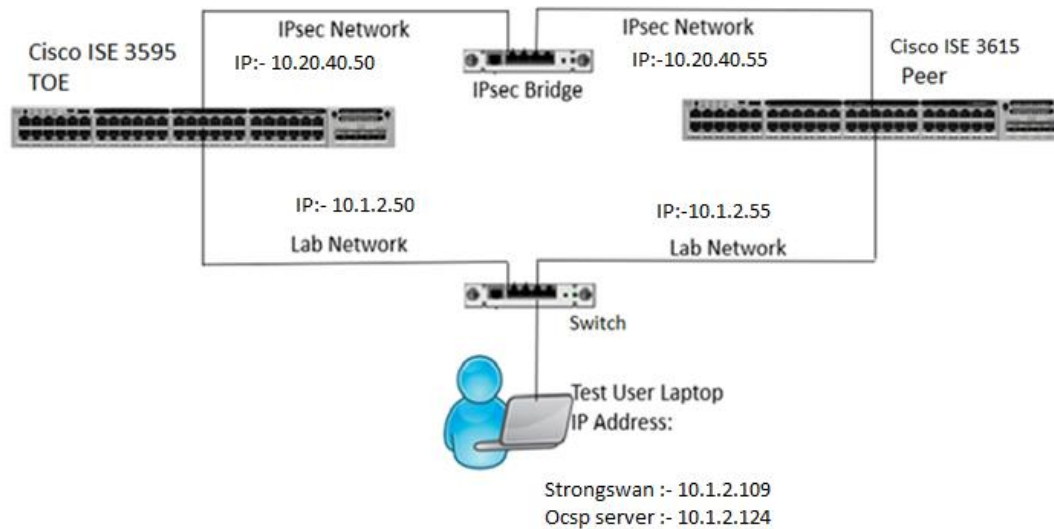 IPsec Network
IPsec Network
Cisco ISE 3595
TOE
IP:- 10.20.40.50
IP:-10.20.40.55
Cisco ISE 3615
Peer
IPsec Bridge
IP:- 10.1.2.50
IP:-10.1.2.55
Lab Network
Lab Network
Switch
Test User Laptop
IP Address:
Strongswan :- 10.1.2.109
Ocsp server :- 10.1.2.124